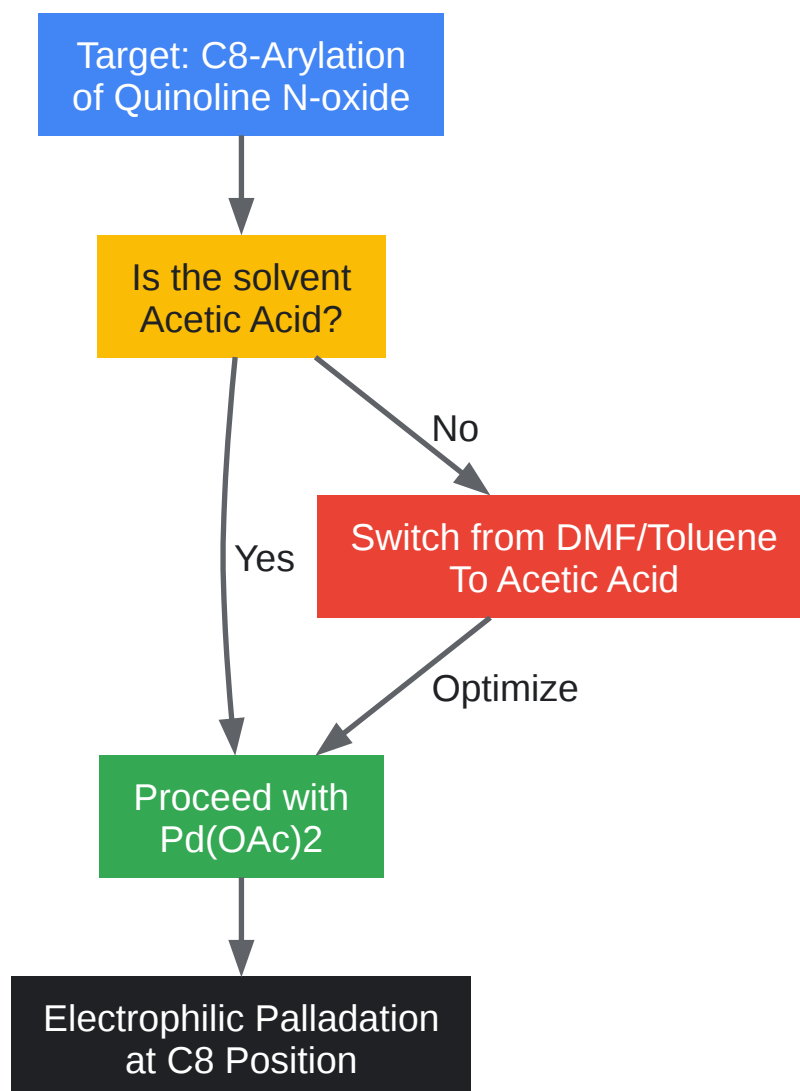 Target: C8-Arylation
of Quinoline N-oxide
Is the solvent
Acetic Acid?
No
Switch from DMF/Toluene
To Acetic Acid
Yes
Optimize
Proceed with
Pd(OAc)2
Electrophilic Palladation
at C8 Position